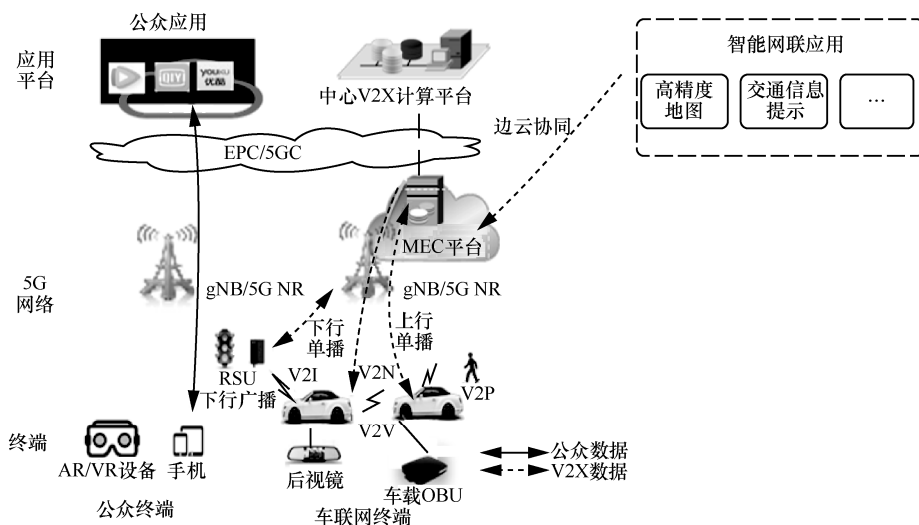 公众应用
应用
平台
QIY
YOUKU
优酷
中心V2X计算平台
智能网联应用
高精度
地图
交通信息
提示
…
边云协同
EPC/5GC
MEC平台
5G
网络
gNB/5G NR
gNB/5G NR
下行
单播
上行
单播
RSU
下行广播
V2I
V2N
V2V
V2P
终端
AR/VR设备
手机
后视镜
车载OBU
公众数据
V2X数据
公众终端
车联网终端